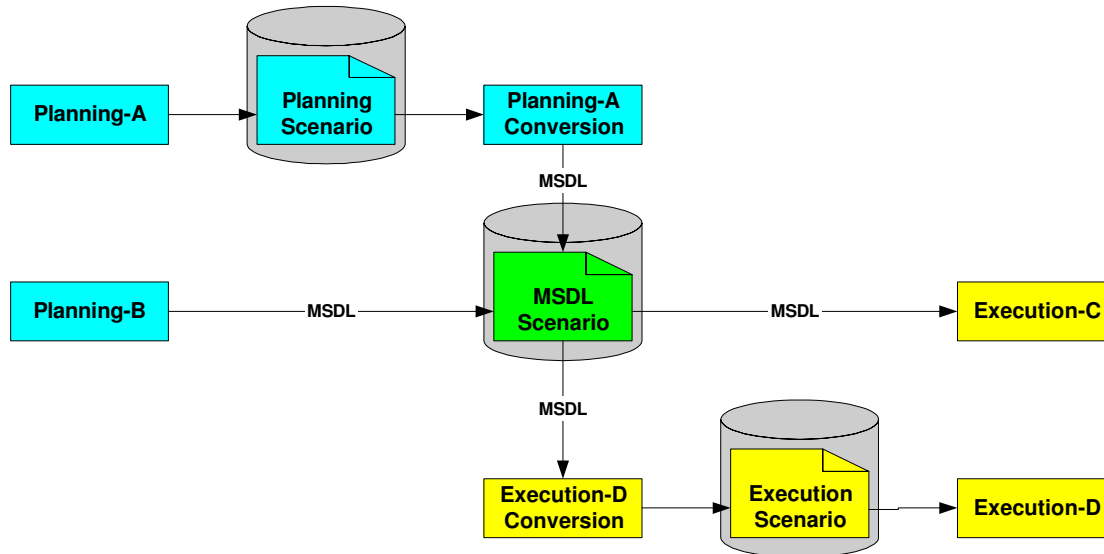 Planning-A
Planning
Scenario
Planning-A
Conversion
MSDL
Planning-B
MSDL
MSDL
Scenario
MSDL
Execution-C
MSDL
Execution-D
Conversion
Execution
Scenario
Execution-D